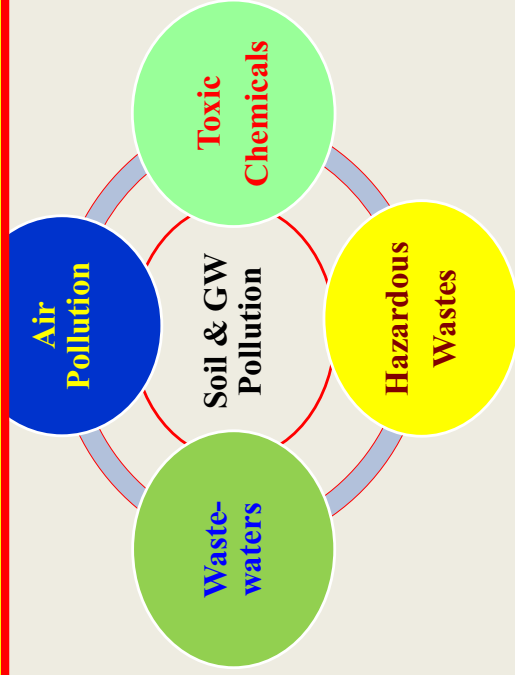 Air
Pollution
Toxic
Chemicals
Soil & GW
Pollution
Hazardous
Wastes
Waste-
waters